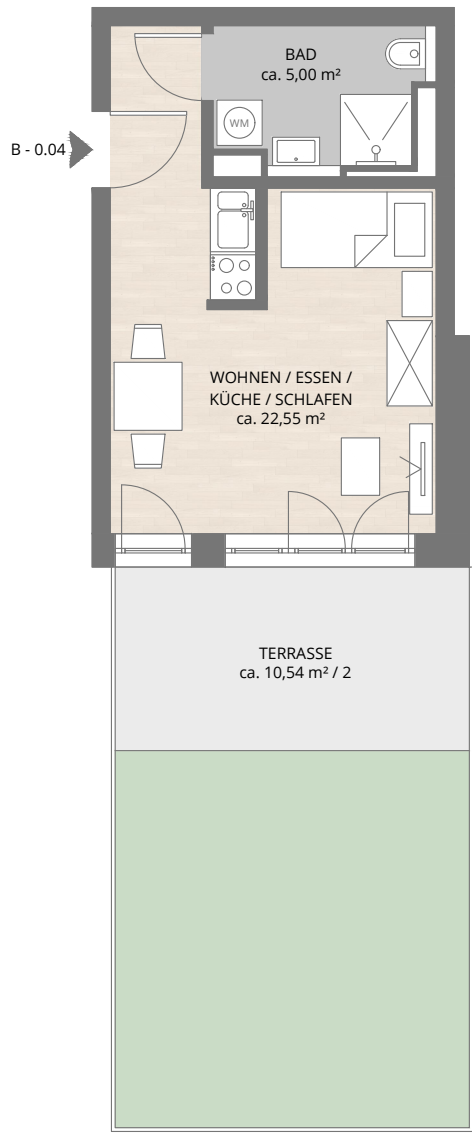 BAD
ca. 5,00 m²
WM
B - 0.04
WOHNEN / ESSEN /
KÜCHE / SCHLAFEN
ca. 22,55 m²
TERRASSE
ca. 10,54 m² / 2